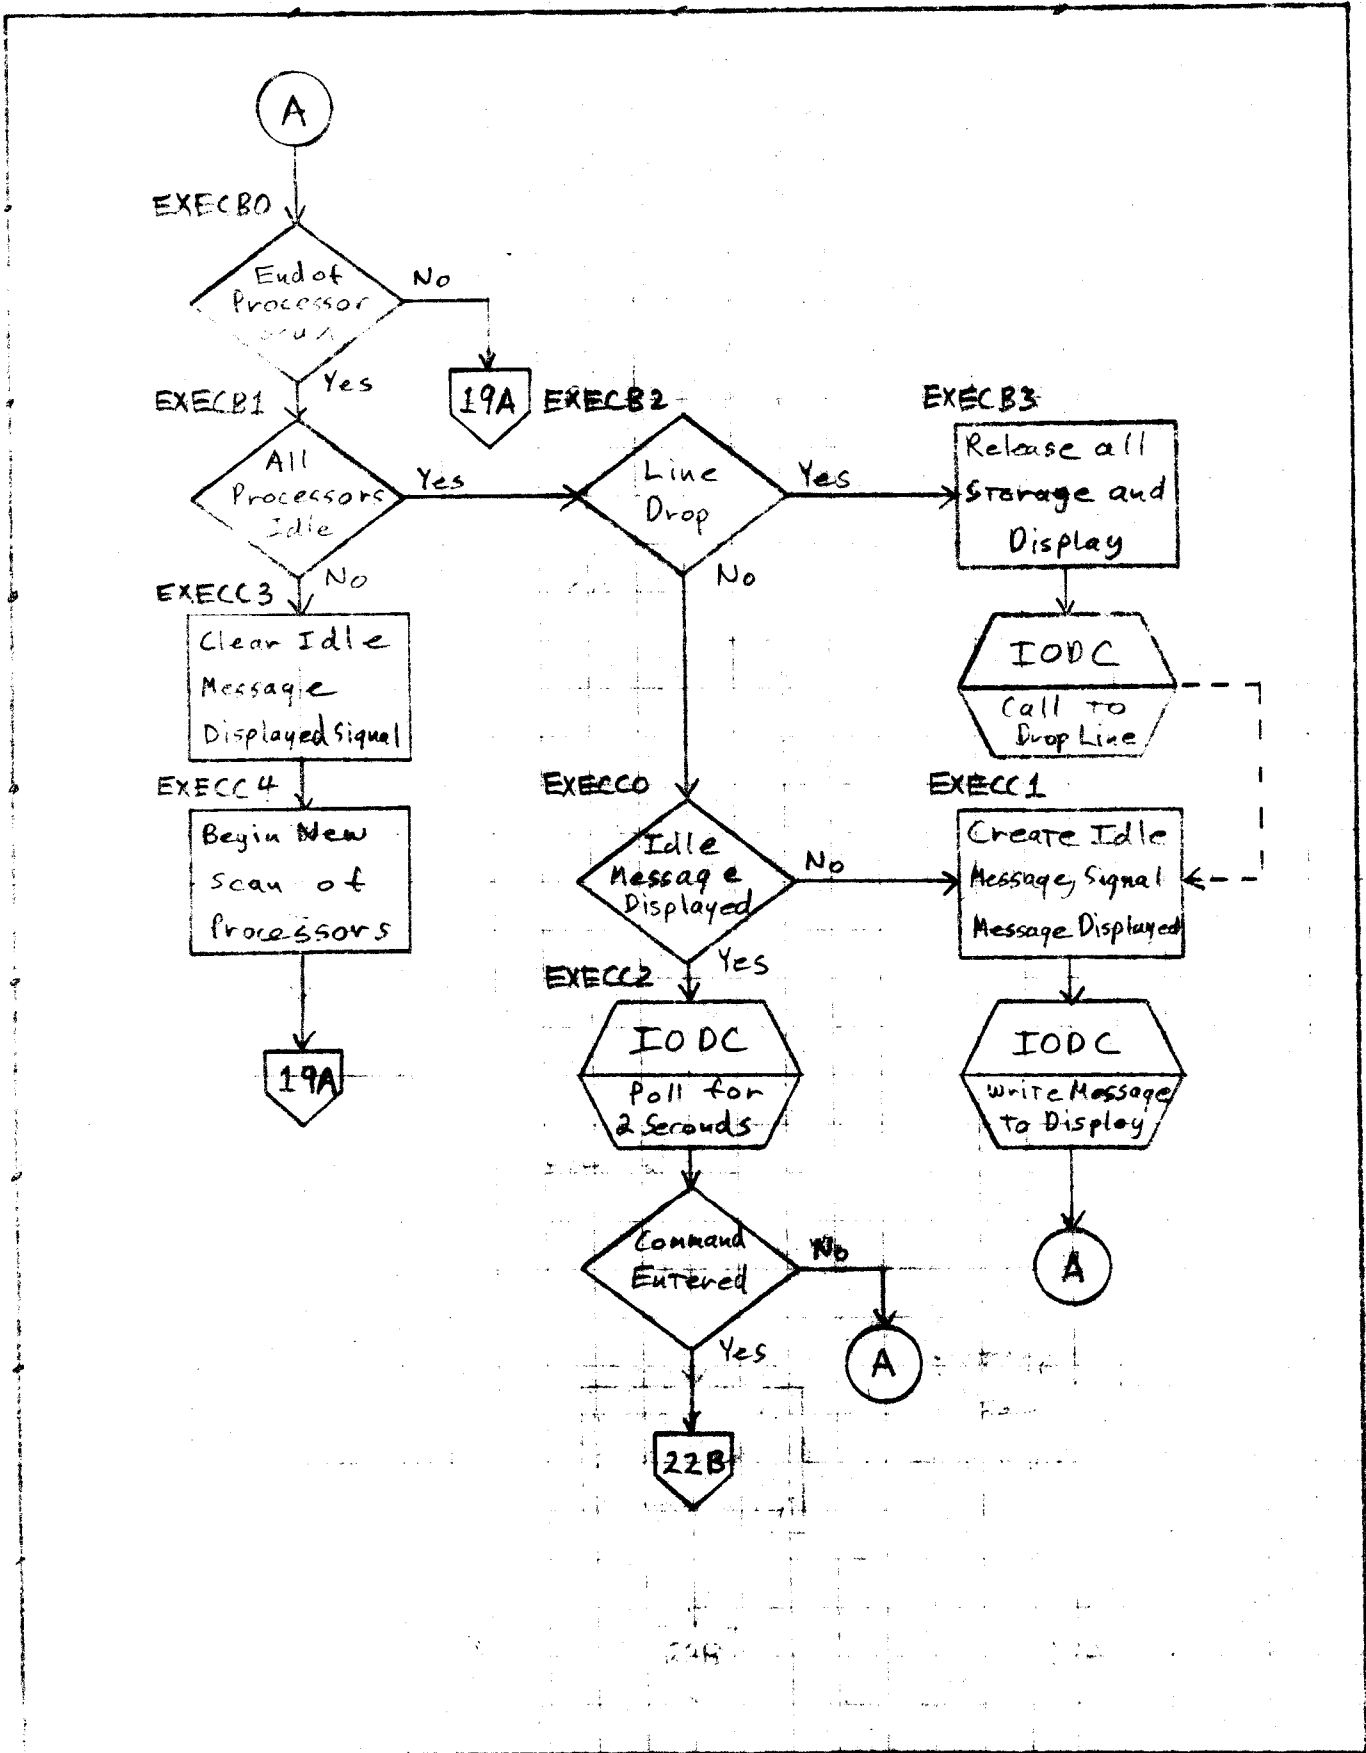 A
EXECB0
End of
Processor
No
19A
Yes
EXECB1
All
Processors
Idle
Yes
No
EXECB2
Line
Drop
Yes
No
EXECB3
Release all
Storage and
Display
IODC
Call To
Drop Line
EXECC3
Clear Idle
Message
Displayed Signal
EXECC4
Begin New
scan of
Processors
19A
EXECC0
Idle
Message
Displayed
No
Yes
EXECC1
Create Idle
Message, Signal
Message Displayed
IODC
Write Message
To Display
A
EXECC2
IODC
Poll for
2 Seconds
Command
Entered
No
A
Yes
22B